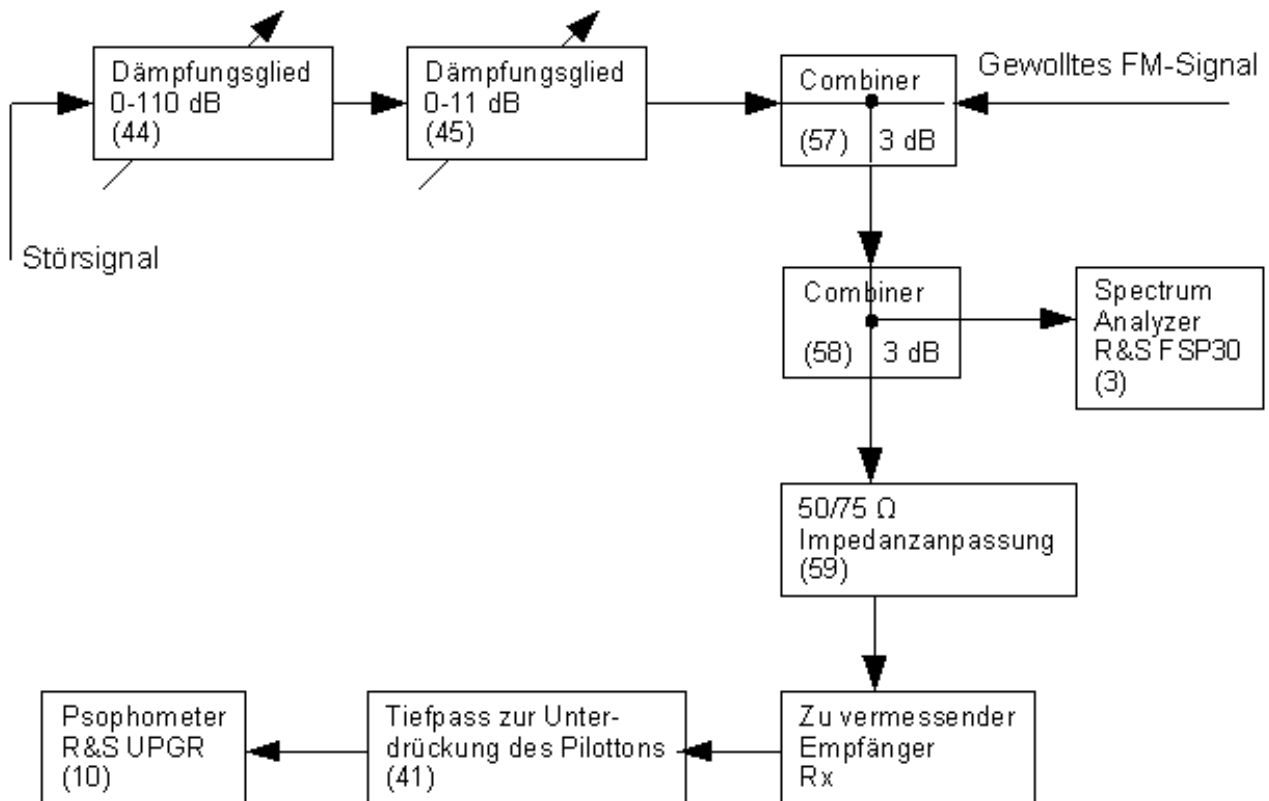 Dämpfungsglied
0-110 dB
(44)
Dämpfungsglied
0-11 dB
(45)
Combiner
(57) 3 dB
Gewolltes FM-Signal
Störsignal
Combiner
(58) 3 dB
Spectrum
Analyzer
R&S FSP30
(3)
50/75 Ω
Impedanzanpassung
(59)
Psophometer
R&S UPGR
(10)
Tiefpass zur Unter-
drückung des Pilottons
(41)
Zu vermessender
Empfänger
Rx